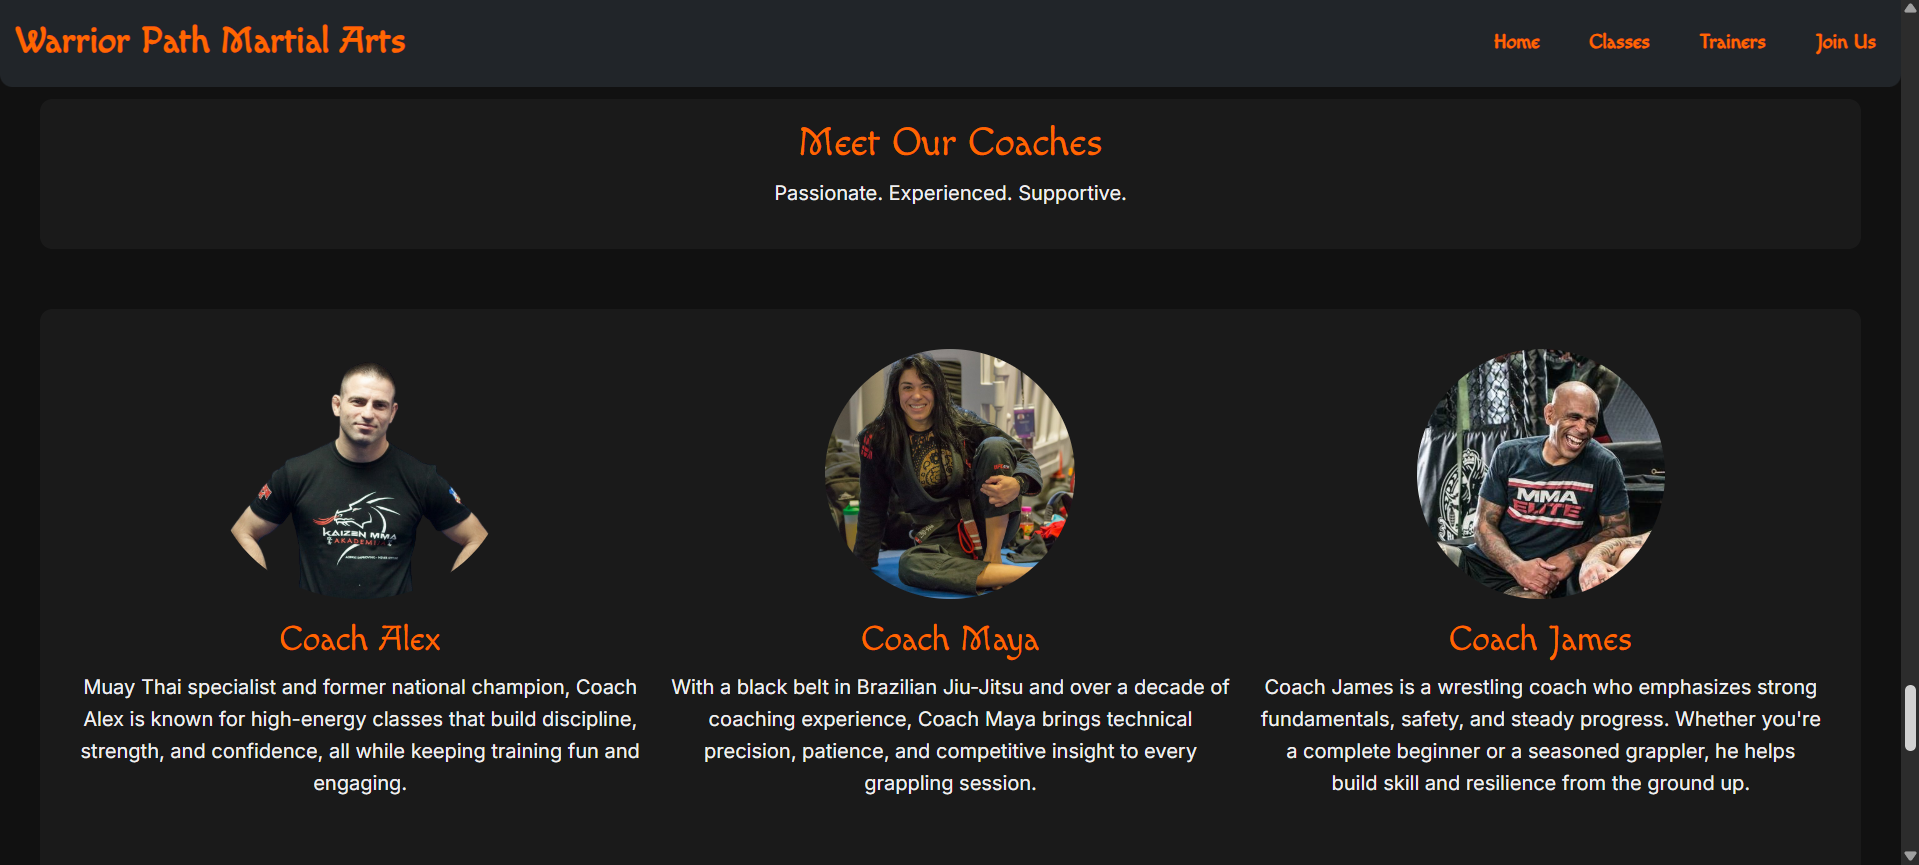 Warrior Path Martial Arts
Home
Classes
Trainers
Join Us
Meet Our Coaches
Passionate. Experienced. Supportive.
KAIZEN MMA
AKADEMI
MMA
ELITE
Coach Alex
Muay Thai specialist and former national champion, Coach
Alex is known for high-energy classes that build discipline,
strength, and confidence, all while keeping training fun and
engaging.
Coach Maya
With a black belt in Brazilian Jiu-Jitsu and over a decade of
coaching experience, Coach Maya brings technical
precision, patience, and competitive insight to every
grappling session.
Coach James
Coach James is a wrestling coach who emphasizes strong
fundamentals, safety, and steady progress. Whether you're
a complete beginner or a seasoned grappler, he helps
build skill and resilience from the ground up.